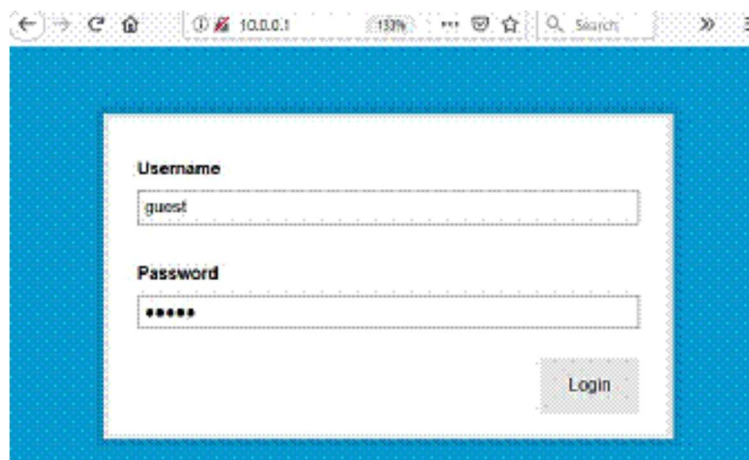 10.0.0.1 133% Search
Username
guest
Password
•••••
Login